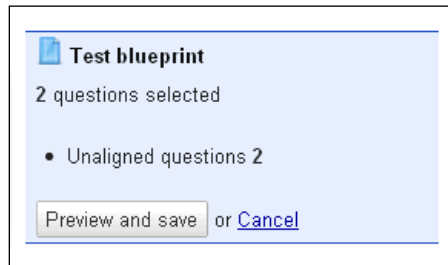 Test blueprint
2 questions selected
• Unaligned questions 2
Preview and save or Cancel